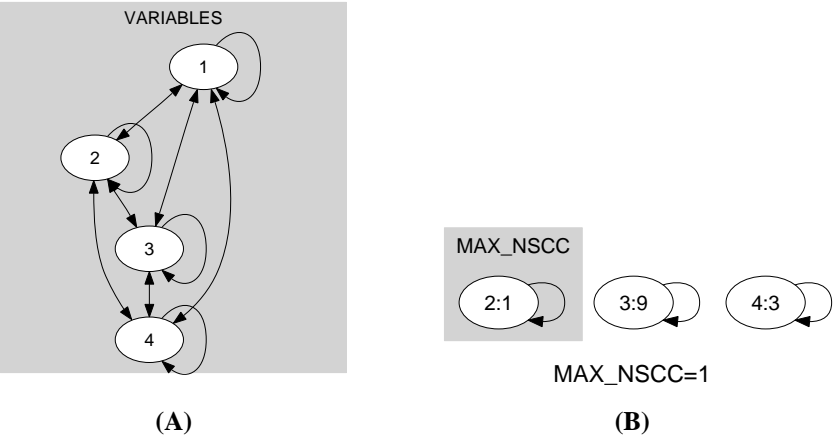 VARIABLES
1
2
3
4
MAX_NSCC
2:1 3:9 4:3
MAX_NSCC=1
(A) (B)